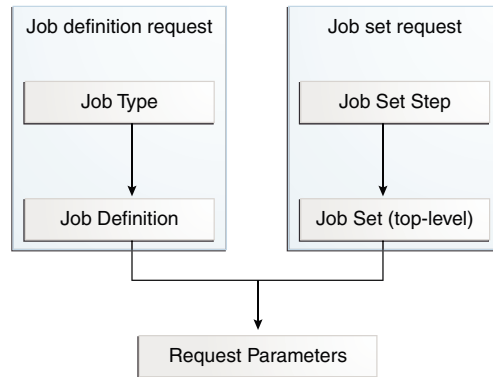 Job definition request
Job Type
Job Definition
Job set request
Job Set Step
Job Set (top-level)
Request Parameters